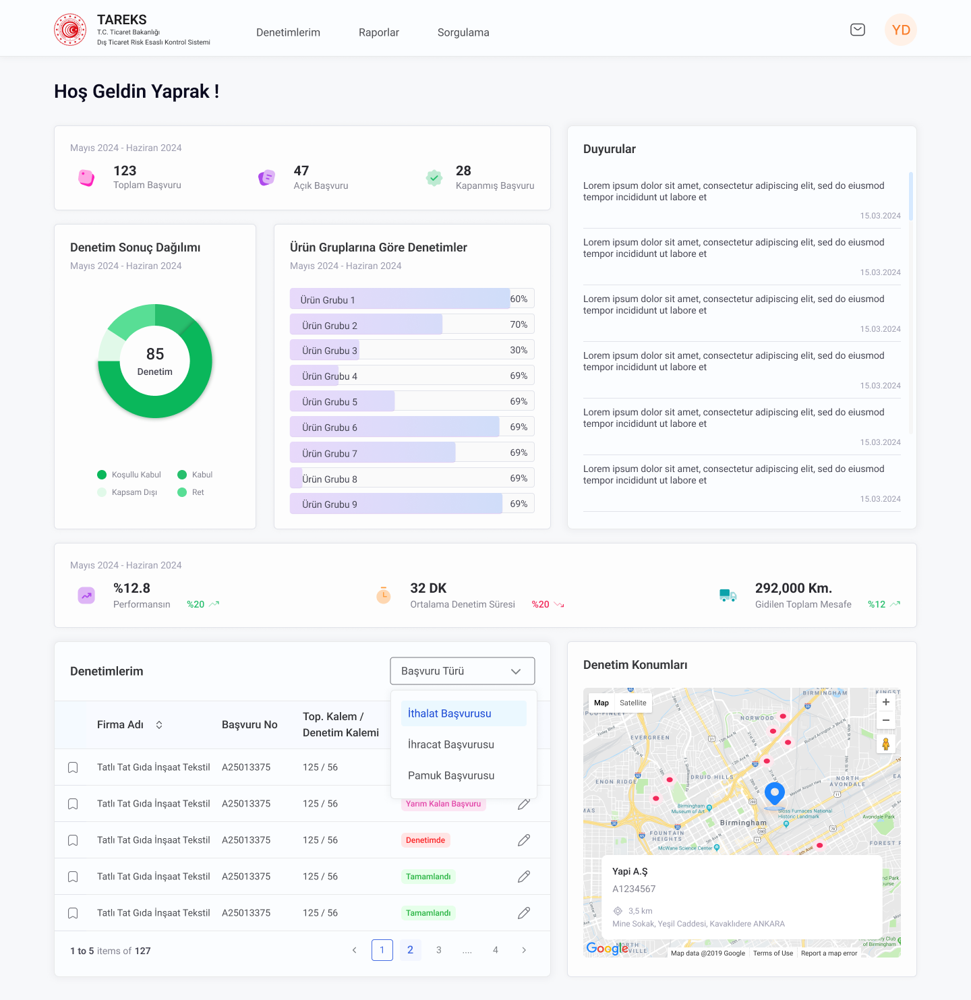 TAREKS
T.C. Ticaret Bakanlığı
Dış Ticaret Risk Esaslı Kontrol Sistemi
Denetimlerim
Raporlar
Sorgulama
YD
Hoş Geldin Yaprak !
Mayıs 2024 - Haziran 2024
123
Toplam Başvuru
47
Açık Başvuru
28
Kapanmış Başvuru
Duyurular
Lorem ipsum dolor sit amet, consectetur adipiscing elit, sed do eiusmod
tempor incididunt ut labore et
15.03.2024
Lorem ipsum dolor sit amet, consectetur adipiscing elit, sed do eiusmod
tempor incididunt ut labore et
15.03.2024
Lorem ipsum dolor sit amet, consectetur adipiscing elit, sed do eiusmod
tempor incididunt ut labore et
15.03.2024
Lorem ipsum dolor sit amet, consectetur adipiscing elit, sed do eiusmod
tempor incididunt ut labore et
15.03.2024
Lorem ipsum dolor sit amet, consectetur adipiscing elit, sed do eiusmod
tempor incididunt ut labore et
15.03.2024
Lorem ipsum dolor sit amet, consectetur adipiscing elit, sed do eiusmod
tempor incididunt ut labore et
15.03.2024
Denetim Sonuç Dağılımı
Mayıs 2024 - Haziran 2024
85
Denetim
Koşullu Kabul
Kabul
Kapsam Dışı
Ret
Ürün Gruplarına Göre Denetimler
Mayıs 2024 - Haziran 2024
Ürün Grubu 1 60%
Ürün Grubu 2 70%
Ürün Grubu 3 30%
Ürün Grubu 4 69%
Ürün Grubu 5 69%
Ürün Grubu 6 69%
Ürün Grubu 7 69%
Ürün Grubu 8 69%
Ürün Grubu 9 69%
Mayıs 2024 - Haziran 2024
%12.8
Performansın %20
32 DK
Ortalama Denetim Süresi %20
292,000 Km.
Gidilen Toplam Mesafe %12
Denetimlerim
Başvuru Türü
İthalat Başvurusu
İhracat Başvurusu
Pamuk Başvurusu
Firma Adı
Başvuru No
Top. Kalem /
Denetim Kalemi
Tatlı Tat Gıda İnşaat Tekstil A25013375 125 / 56
Tatlı Tat Gıda İnşaat Tekstil A25013375 125 / 56 Yarım Kalan Başvuru
Tatlı Tat Gıda İnşaat Tekstil A25013375 125 / 56 Denetimde
Tatlı Tat Gıda İnşaat Tekstil A25013375 125 / 56 Tamamlandı
Tatlı Tat Gıda İnşaat Tekstil A25013375 125 / 56 Tamamlandı
1 to 5 items of 127
1 2 3 .... 4
Denetim Konumları
Map Satellite
BIRMINGHAM
NORWOOD
EVERGREEN
ENON RIDGE
DRUID HILLS
NORTH
AVONDALE
Birmingham
Museum of Art
Sloss Furnaces National
Historic Landmark
Avondale Park
Birmingham
FOUNTAIN
HEIGHTS
McWane Science Center
Yapi A.Ş
A1234567
3,5 km
Mine Sokak, Yeşil Caddesi, Kavaklıdere ANKARA
of Birmingham
Google
Map data @2019 Google
Terms of Use
Report a map error